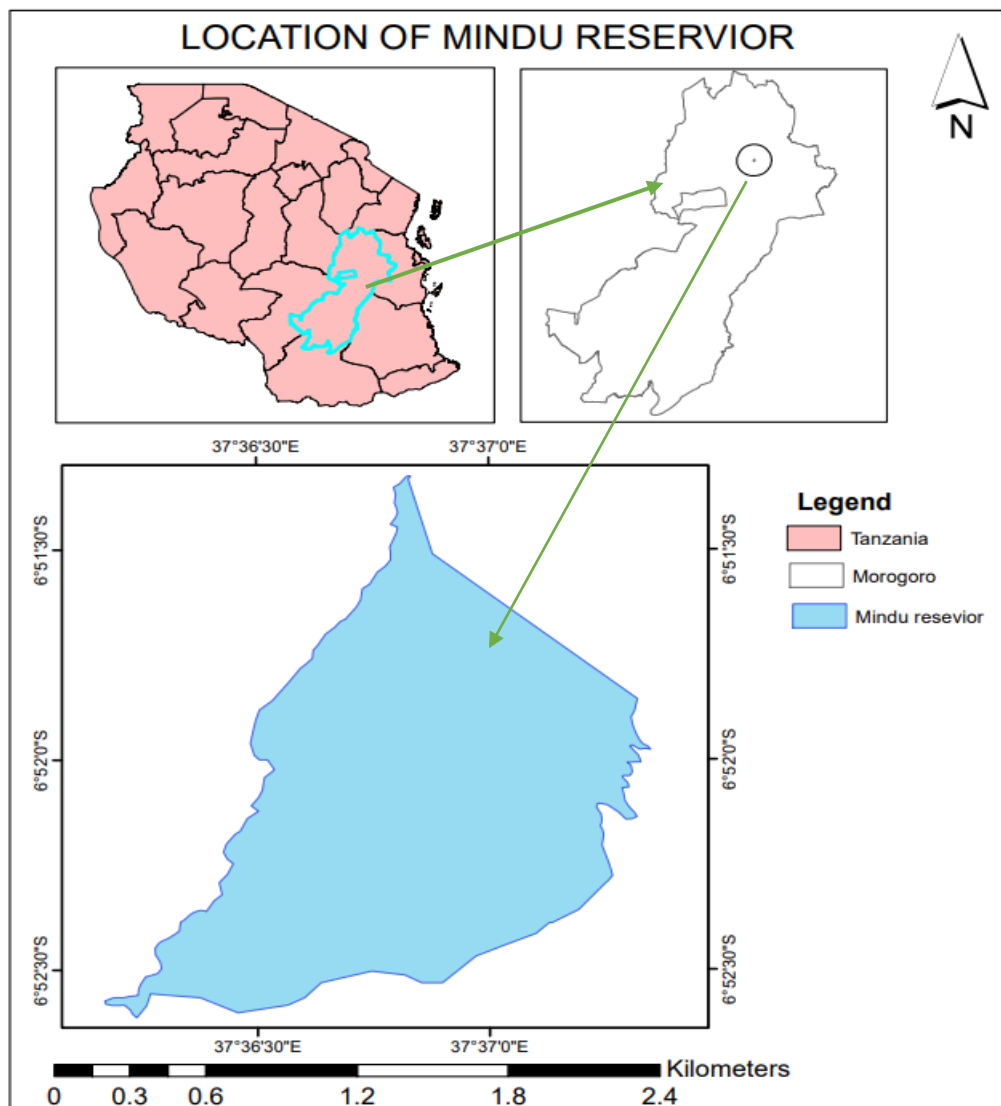 LOCATION OF MINDU RESERVIOR
N
37°36'30"E 37°37'0"E
6°51'30"S 6°51'30"S
6°52'0"S 6°52'0"S
6°52'30"S 6°52'30"S
Legend
Tanzania
Morogoro
Mindu resevior
37°36'30"E 37°37'0"E
Kilometers
0 0.3 0.6 1.2 1.8 2.4